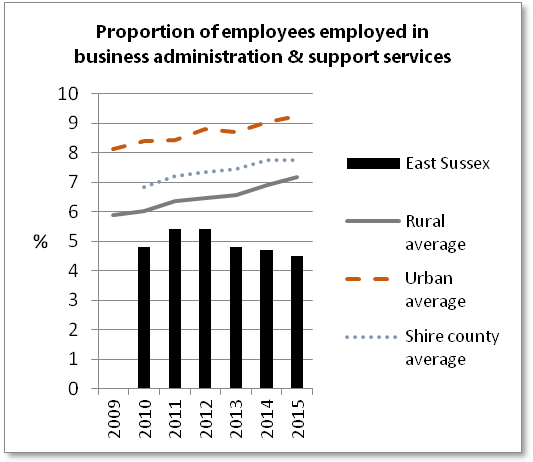 Proportion of employees employed in
business administration & support services
10
9
8
7
6
5
4
3
2
1
0
%
2009
2010
2011
2012
2013
2014
2015
East Sussex
Rural
average
Urban
average
Shire county
average